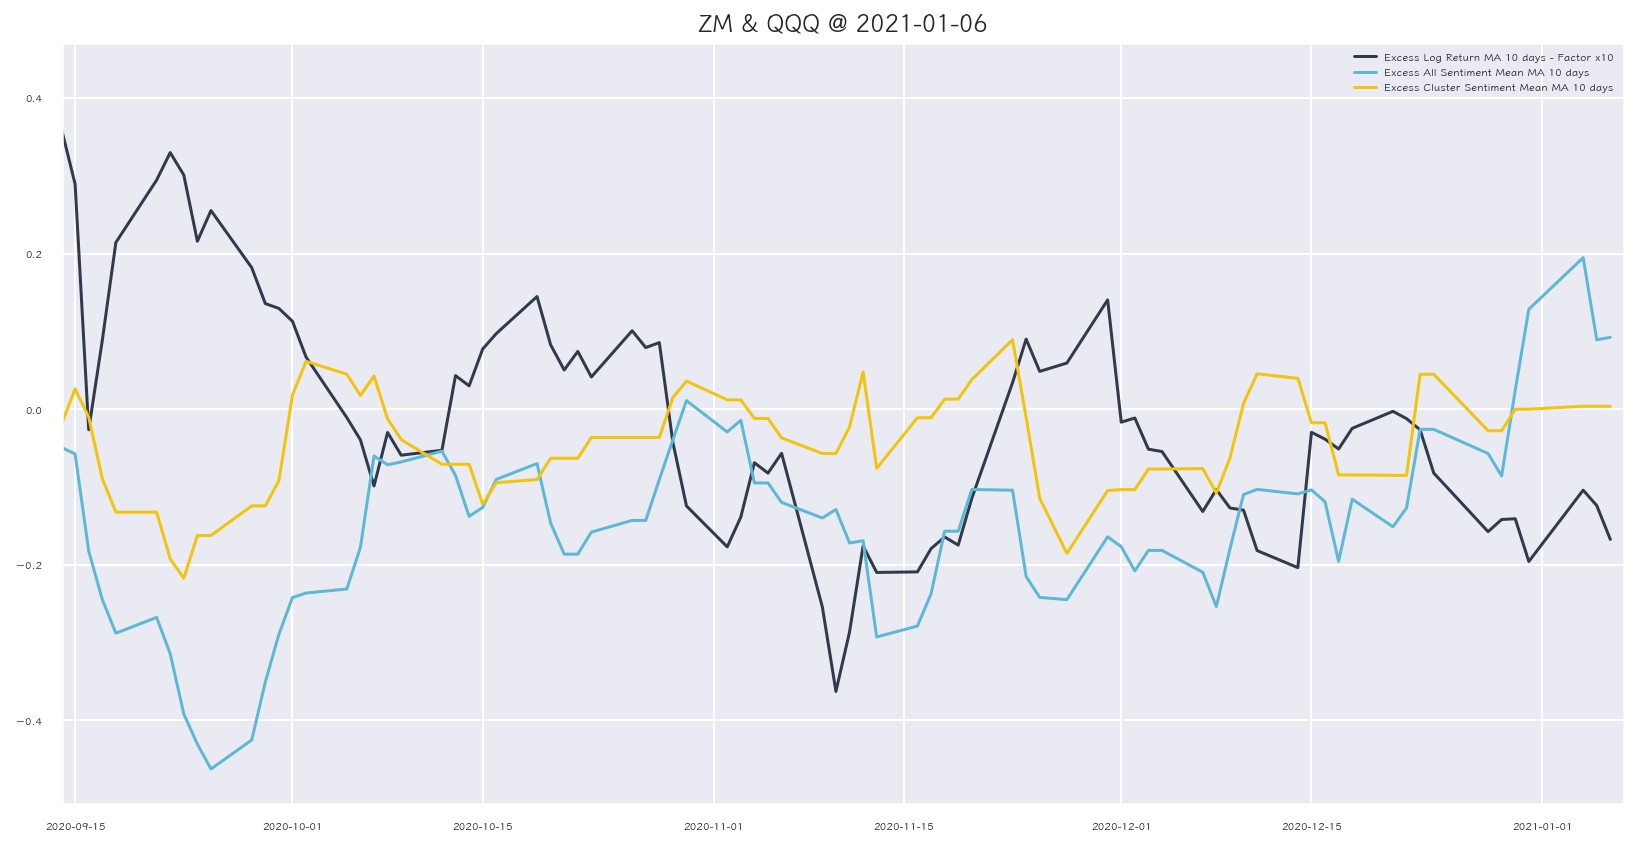 ZM & QQQ @ 2021-01-06
Excess Log Return MA 10 days - Factor x10
Excess All Sentiment Mean MA 10 days
Excess Cluster Sentiment Mean MA 10 days
0.4
0.2
0.0
−0.2
−0.4
2020-09-15 2020-10-01 2020-10-15 2020-11-01 2020-11-15 2020-12-01 2020-12-15 2021-01-01